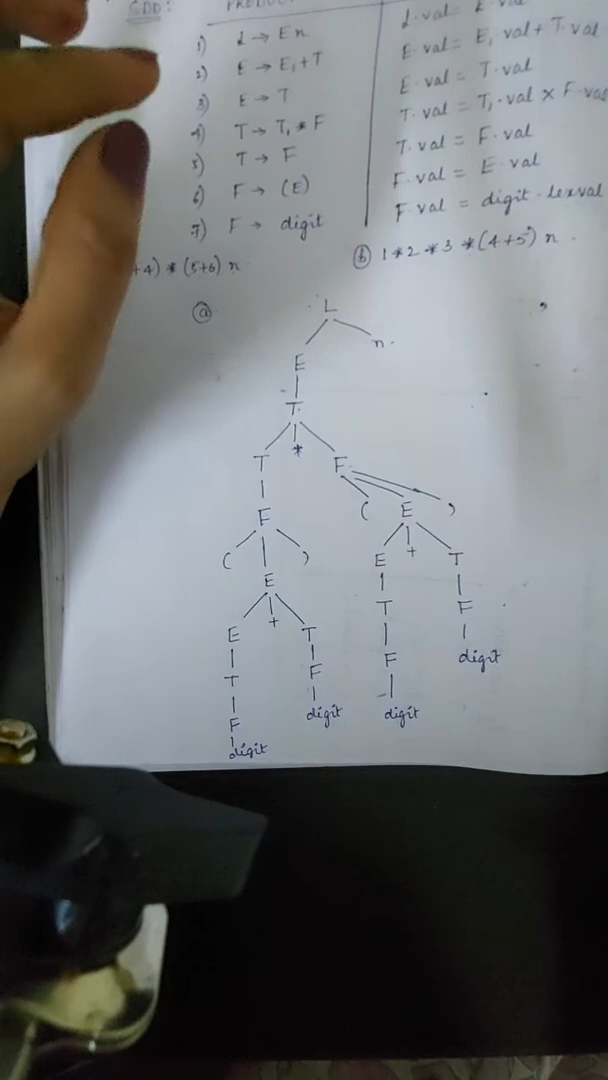 SDD:
1) L → En
L.val = E.val
2) E → E₁+T
E.val = E₁.val + T.val
3) E → T
E.val = T.val
4) T → T₁ * F
T.val = T₁.val × F.val
5) T → F
T.val = F.val
6) F → (E)
F.val = E.val
7) F → digit
F.val = digit.lexval
+4) * (5+6) n
ⓑ 1*2*3*(4+5) n.
ⓐ
L
E n.
T
T * F
F ( E )
( ) E + T
E T F
E + T F digit
T F digit digit
F
digit